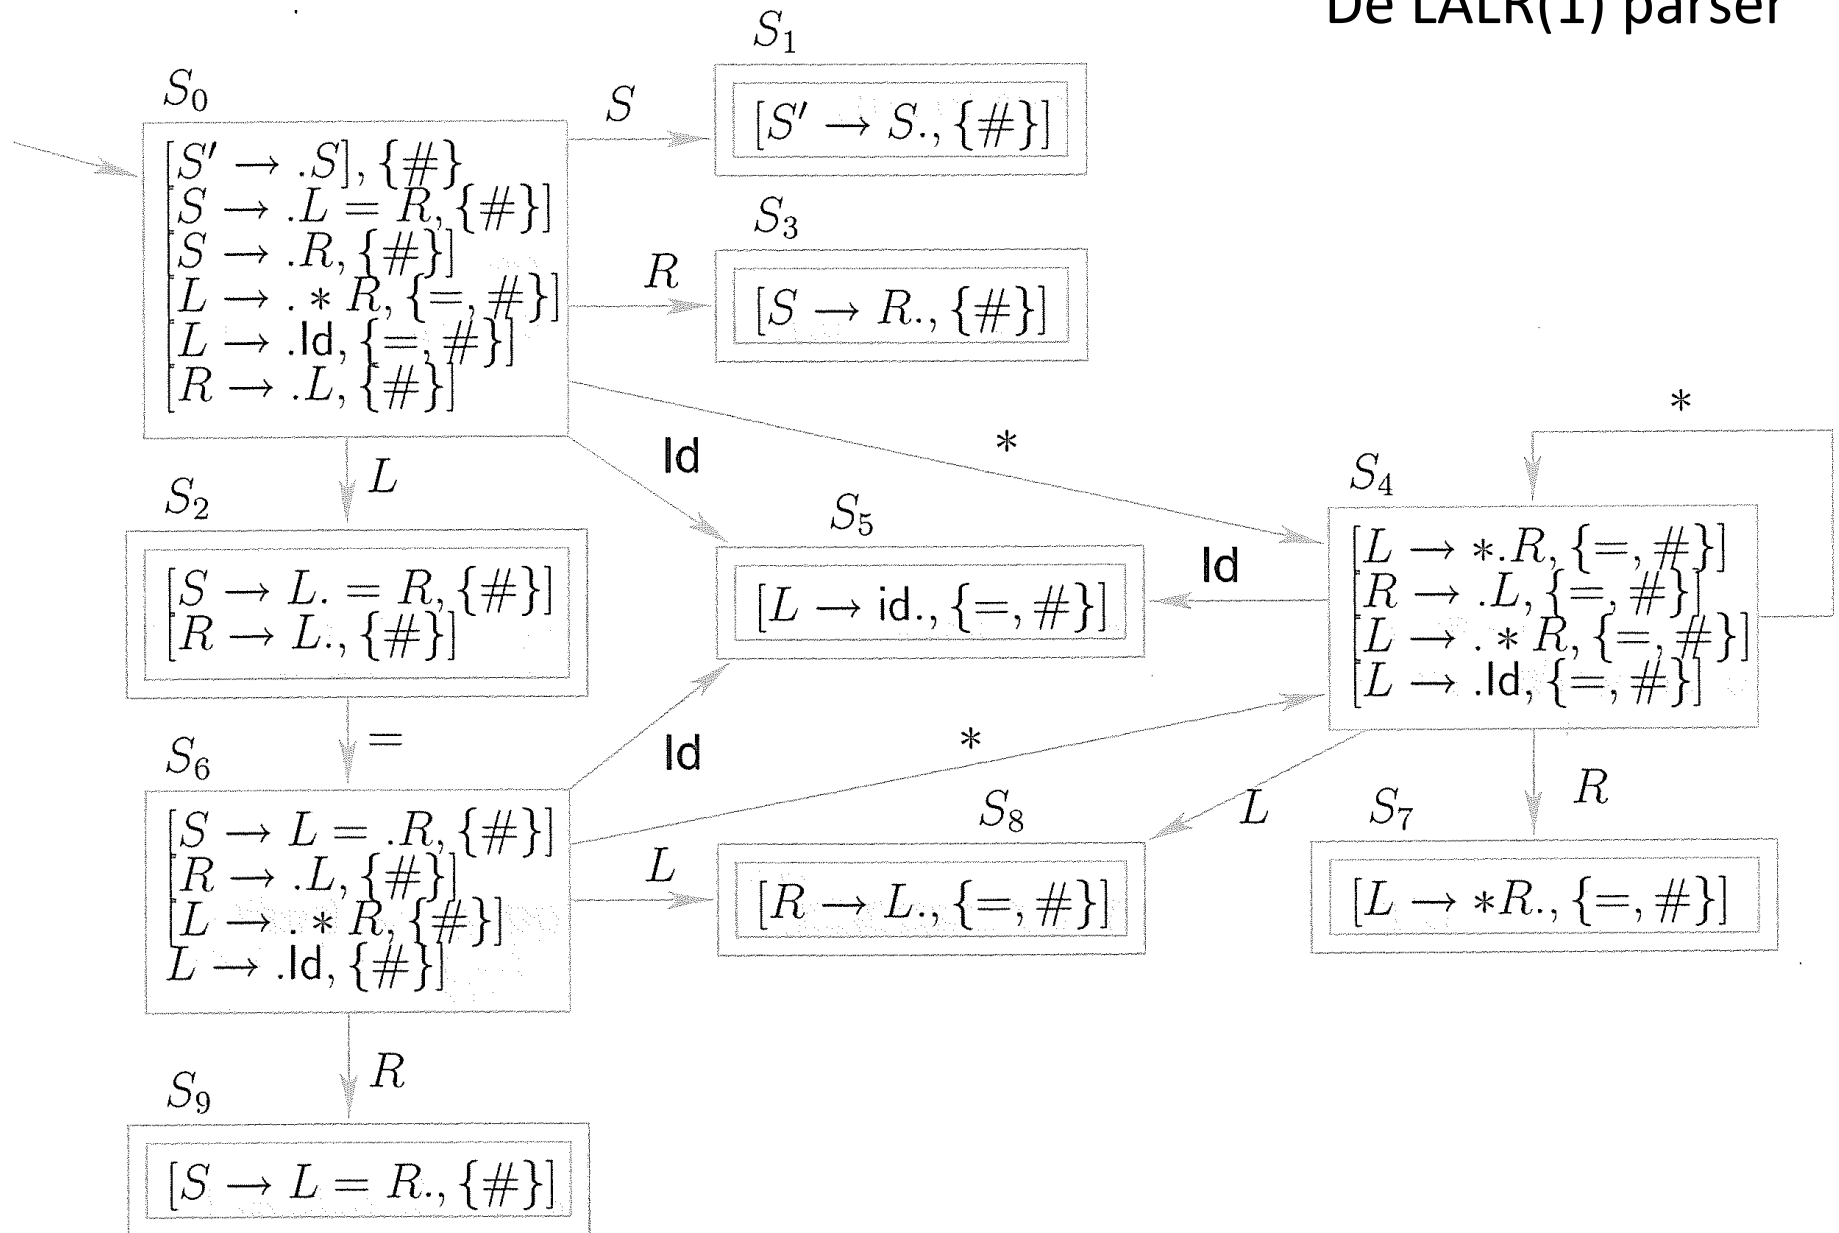 De LALR(1) parser
S₀
[S′ → .S], {#}
[S → .L = R, {#}]
[S → .R, {#}]
[L → . ∗ R, {=, #}]
[L → .Id, {=, #}]
[R → .L, {#}]
S
S₁
[S′ → S., {#}]
R
S₃
[S → R., {#}]
L
Id
∗
∗
S₂
[S → L. = R, {#}]
[R → L., {#}]
S₅
[L → id., {=, #}]
Id
S₄
[L → ∗.R, {=, #}]
[R → .L, {=, #}]
[L → . ∗ R, {=, #}]
[L → .Id, {=, #}]
=
Id
∗
S₆
[S → L = .R, {#}]
[R → .L, {#}]
[L → . ∗ R, {#}]
L → .Id, {#}]
L
S₈
[R → L., {=, #}]
L
R
S₇
[L → ∗R., {=, #}]
R
S₉
[S → L = R., {#}]